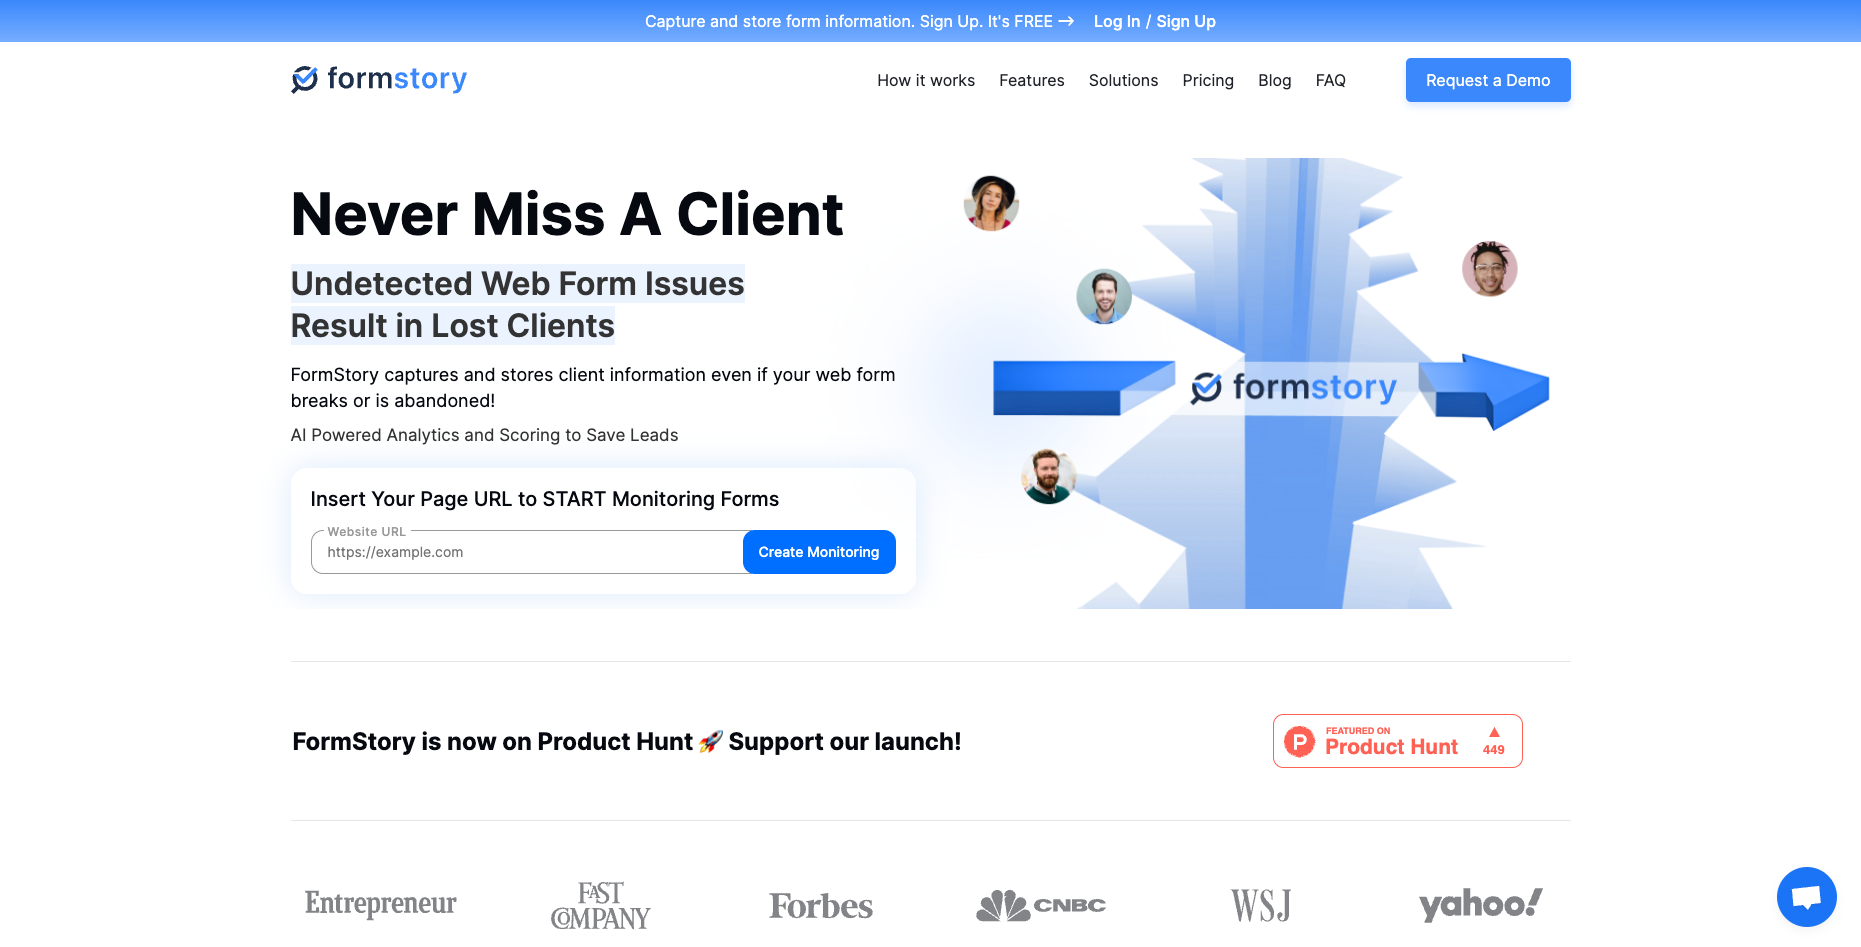 Capture and store form information. Sign Up. It's FREE → Log In / Sign Up
formstory
How it works Features Solutions Pricing Blog FAQ Request a Demo
Never Miss A Client
Undetected Web Form Issues
Result in Lost Clients
FormStory captures and stores client information even if your web form
breaks or is abandoned!
AI Powered Analytics and Scoring to Save Leads
Insert Your Page URL to START Monitoring Forms
Website URL
https://example.com
Create Monitoring
formstory
FormStory is now on Product Hunt 🚀 Support our launch!
FEATURED ON
Product Hunt
▲
449
Entrepreneur
FAST
COMPANY
Forbes
CNBC
WSJ
yahoo!